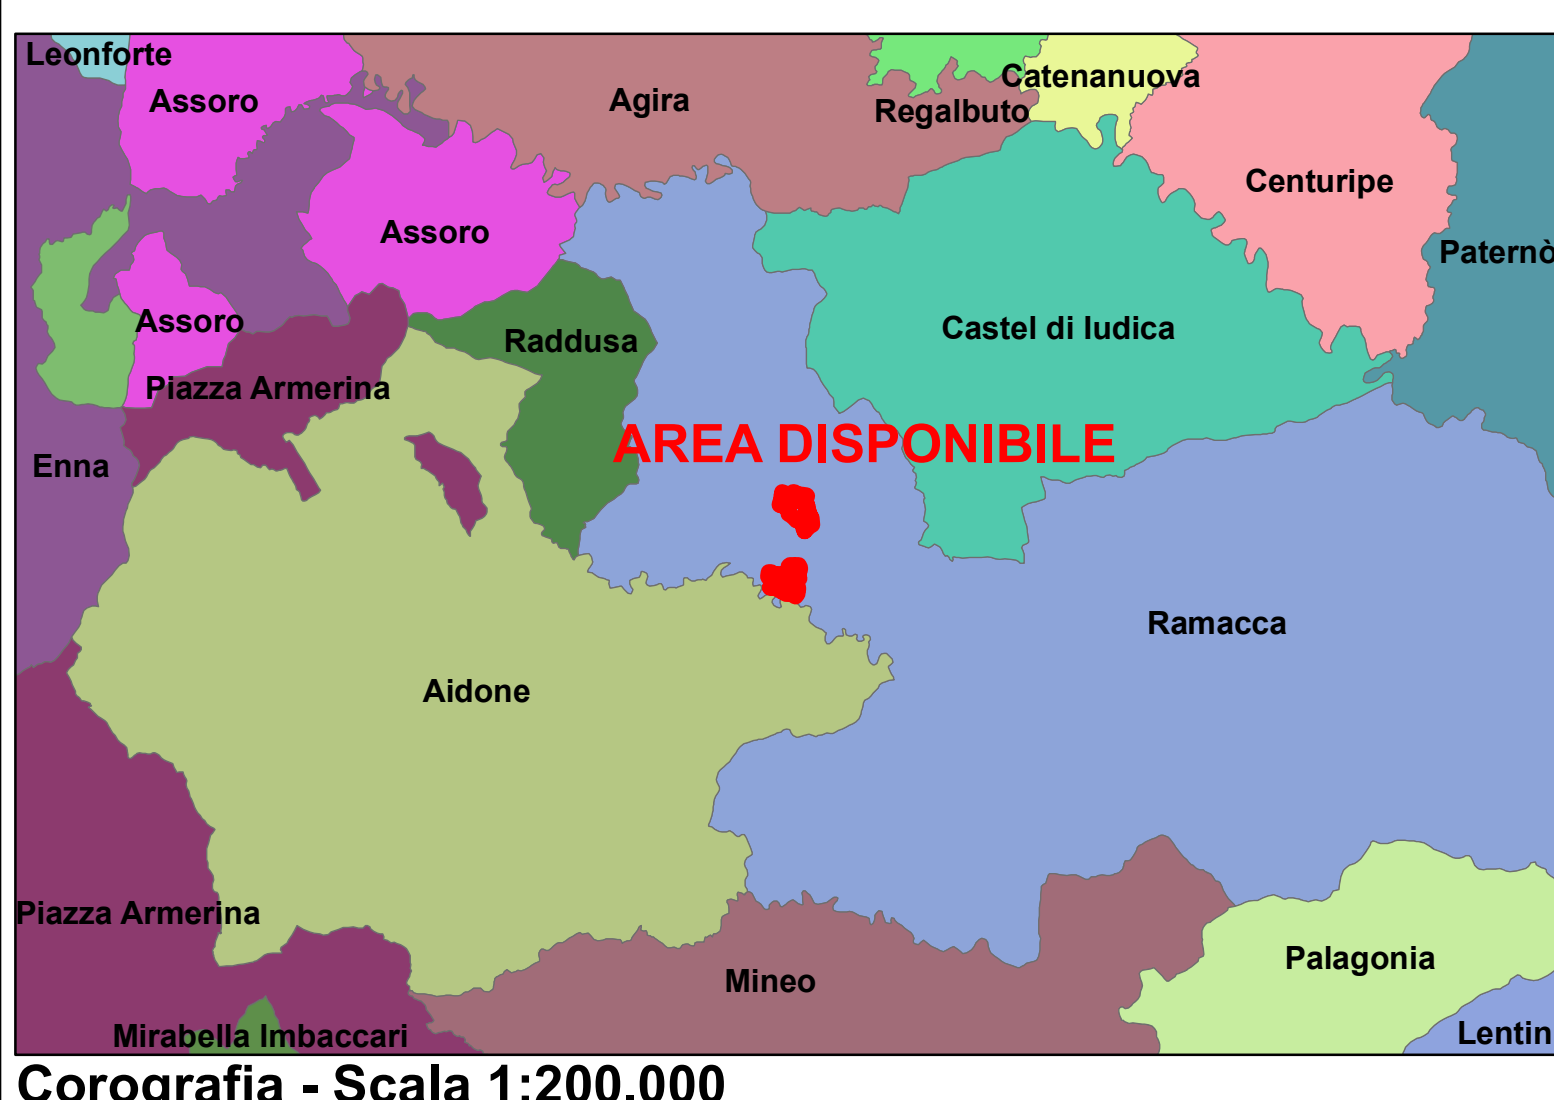 Leonforte
Assoro
Agira
Catenanuova
Regalbuto
Centuripe
Assoro
Paternò
Assoro
Raddusa
Castel di Iudica
Piazza Armerina
AREA DISPONIBILE
Enna
Ramacca
Aidone
Piazza Armerina
Palagonia
Mineo
Mirabella Imbaccari
Lentin
Corografia - Scala 1:200.000